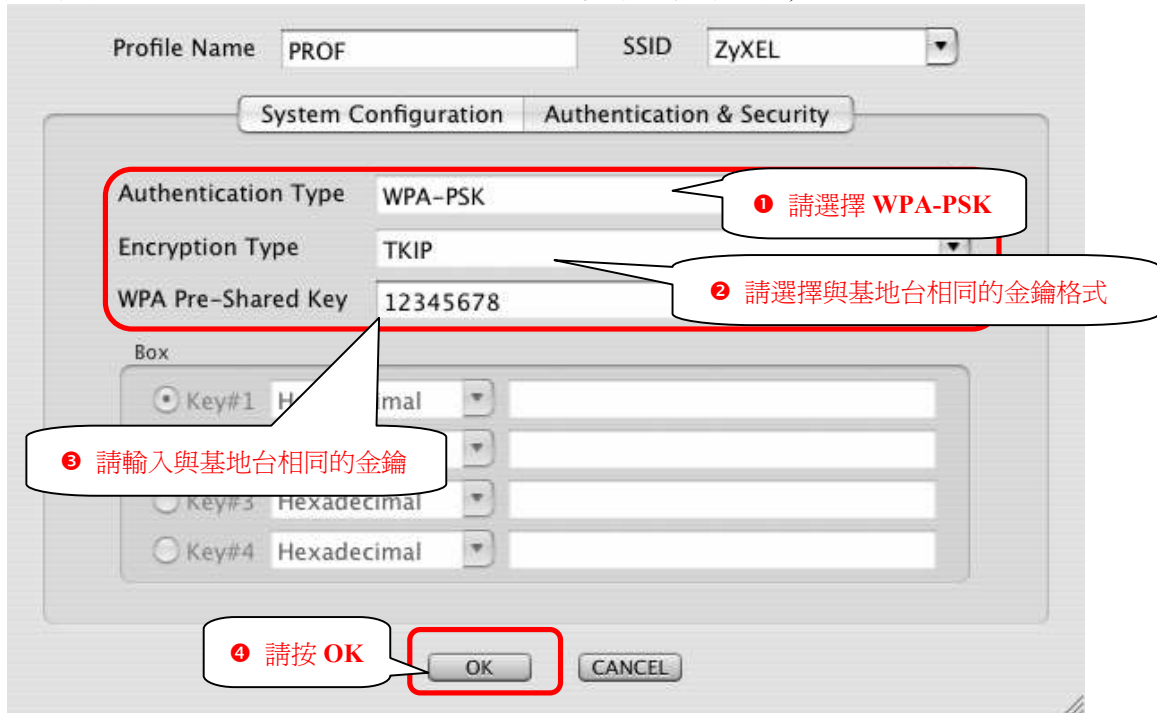 Profile Name PROF SSID ZyXEL
System Configuration Authentication & Security
Authentication Type WPA-PSK
❶ 請選擇 WPA-PSK
Encryption Type TKIP
❷ 請選擇與基地台相同的金鑰格式
WPA Pre-Shared Key 12345678
Box
Key#1 H imal
❸ 請輸入與基地台相同的金鑰
Key#3 Hexadecimal
Key#4 Hexadecimal
❹ 請按 OK
OK CANCEL